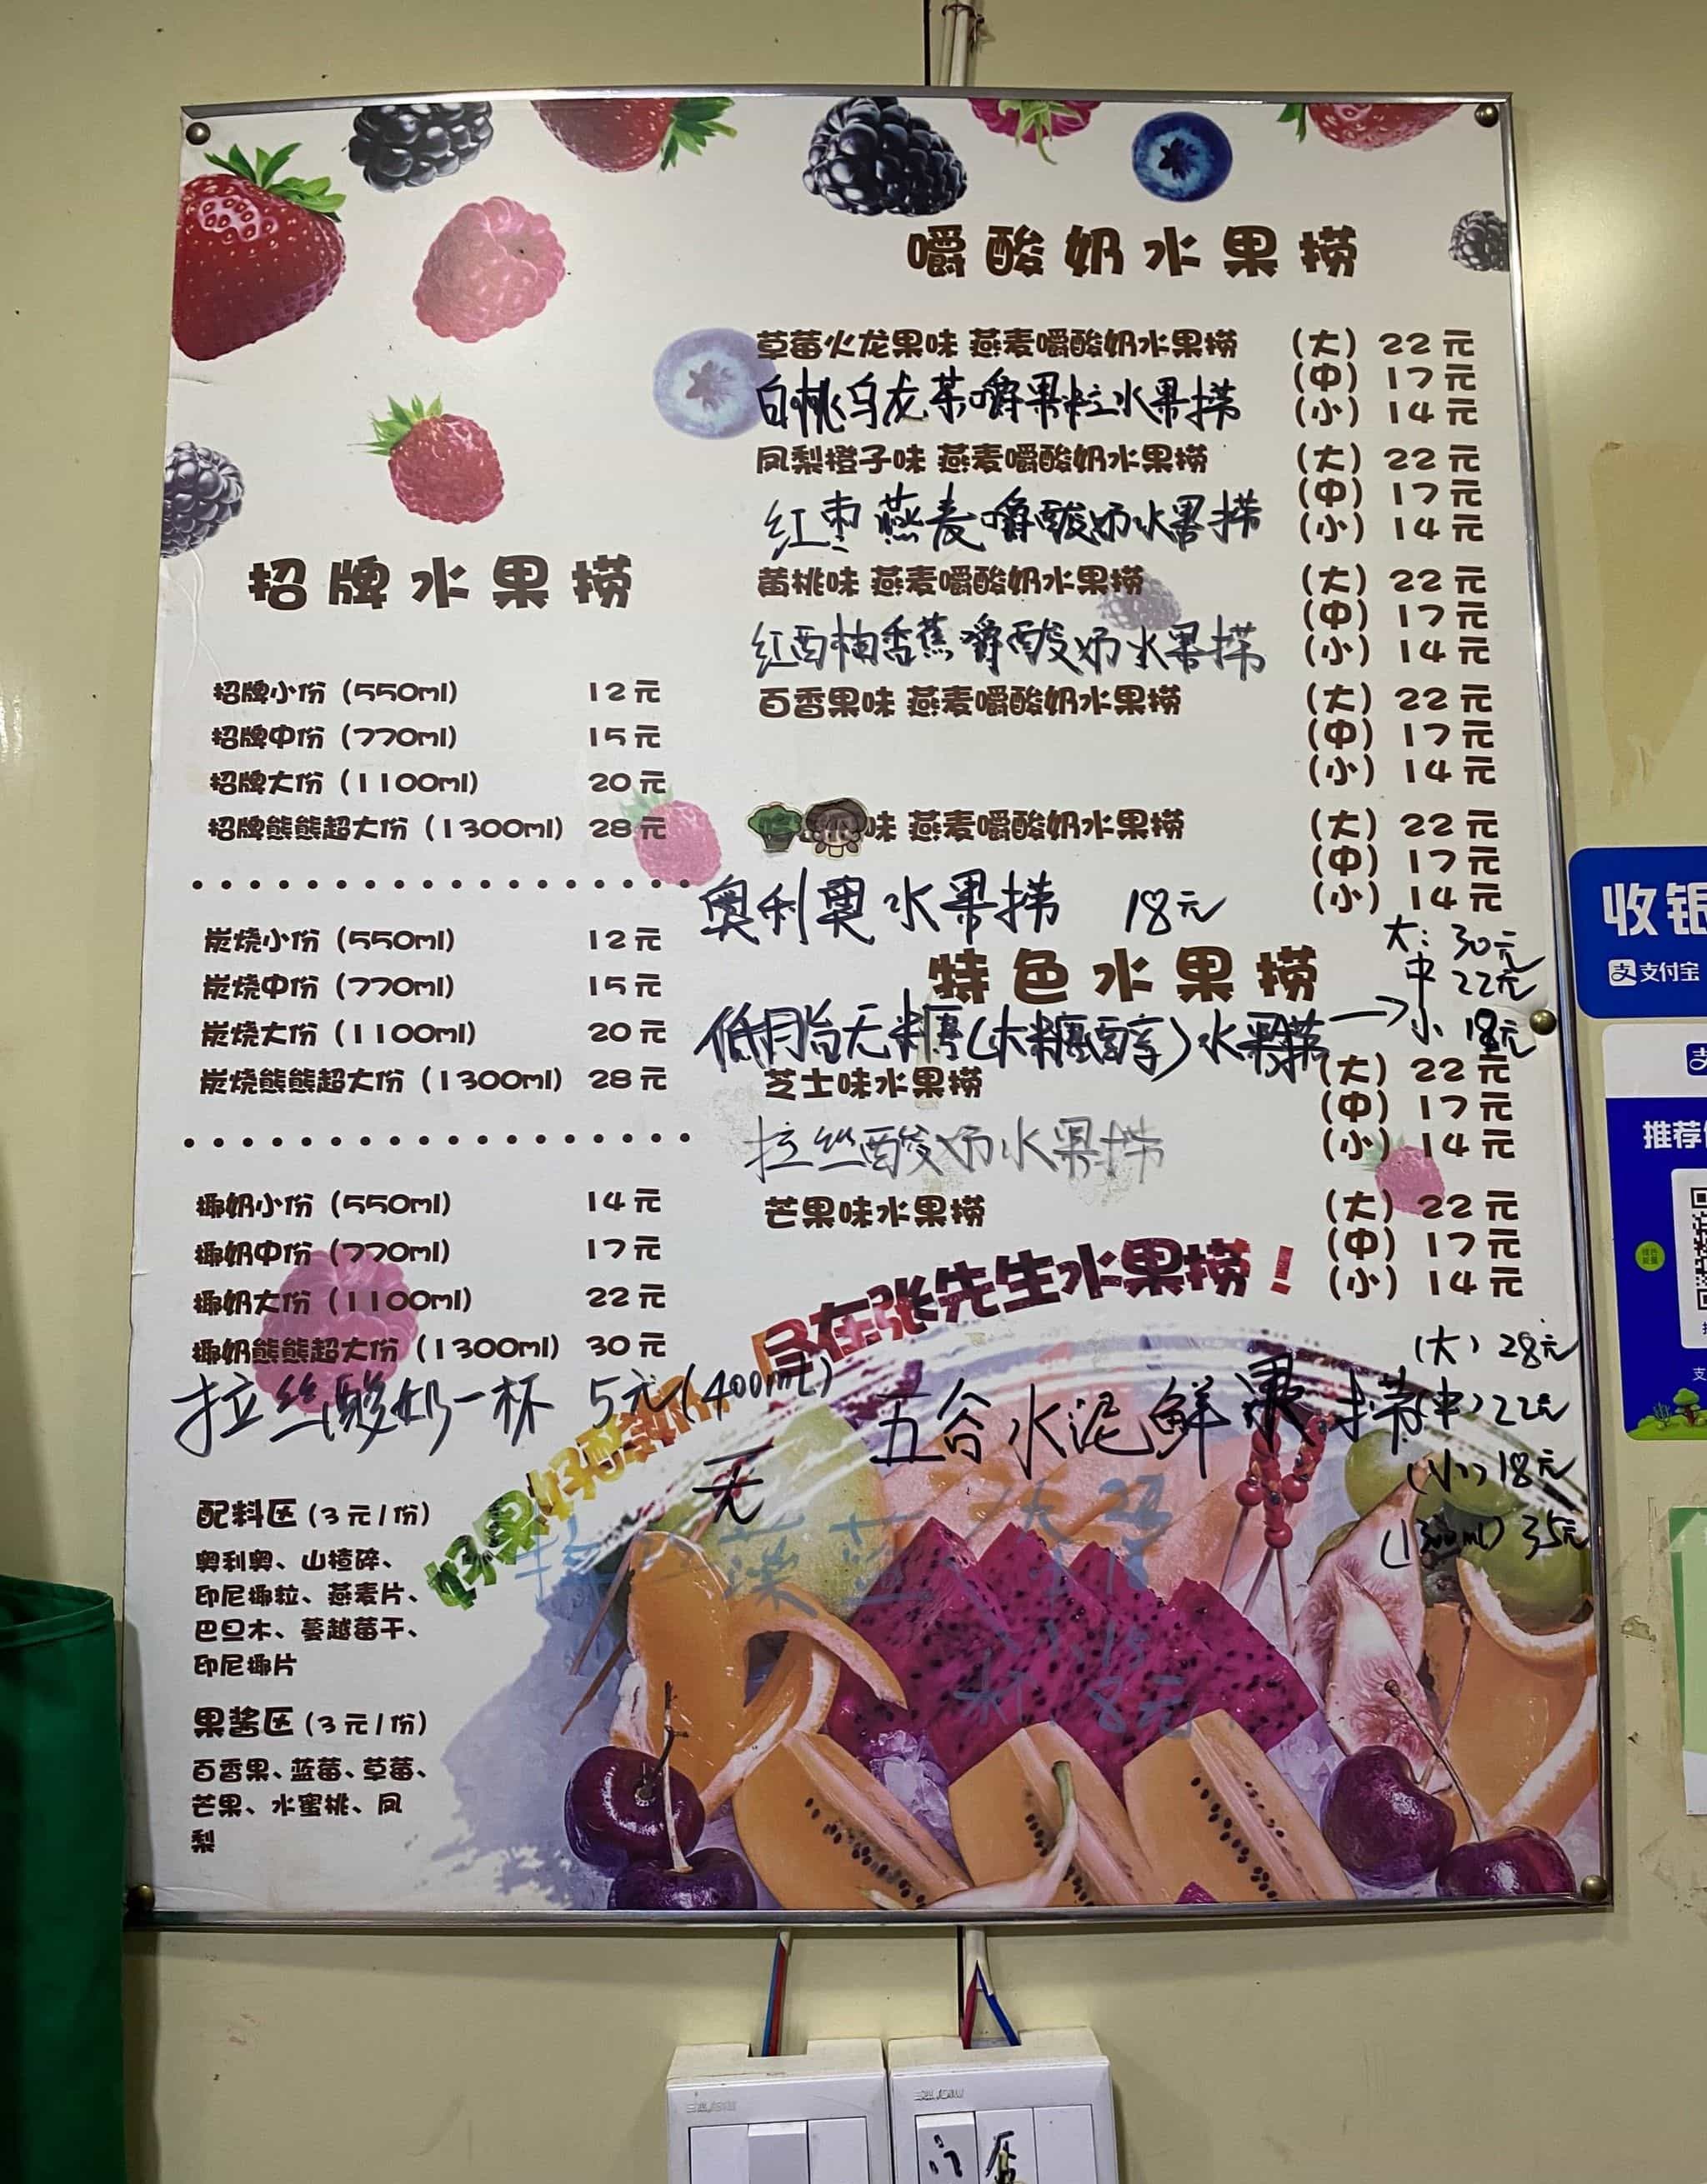 招牌水果捞
招牌小份（550ml） 12元
招牌中份（770ml） 15元
招牌大份（1100ml） 20元
招牌熊熊超大份（1300ml） 28元
炭烧小份（550ml） 12元
炭烧中份（770ml） 15元
炭烧大份（1100ml） 20元
炭烧熊熊超大份（1300ml） 28元
椰奶小份（550ml） 14元
椰奶中份（770ml） 17元
椰奶大份（1100ml） 22元
椰奶熊熊超大份（1300ml） 30元
拉丝酸奶一杯 5元（400ml）
配料区（3元/份）
奥利奥、山楂碎、
印尼椰粒、燕麦片、
巴旦木、蔓越莓干、
印尼椰片
果酱区（3元/份）
百香果、蓝莓、草莓、
芒果、水蜜桃、凤
梨
嚼酸奶水果捞
草莓火龙果味 燕麦嚼酸奶水果捞 （大）22元
（中）17元
白桃乌龙茶嚼果粒水果捞 （小）14元
凤梨橙子味 燕麦嚼酸奶水果捞 （大）22元
（中）17元
红枣燕麦嚼酸奶水果捞 （小）14元
黄桃味 燕麦嚼酸奶水果捞 （大）22元
（中）17元
红西柚香蕉嚼酸奶水果捞 （小）14元
百香果味 燕麦嚼酸奶水果捞 （大）22元
（中）17元
（小）14元
味 燕麦嚼酸奶水果捞 （大）22元
（中）17元
（小）14元
奥利奥水果捞 18元
特色水果捞
大：30元
中 22元
低脂无糖（木糖醇）水果捞 → 小 18元
芝士味水果捞 （大）22元
（中）17元
拉丝酸奶水果捞 （小）14元
芒果味水果捞 （大）22元
（中）17元
（小）14元
好果好酸奶
尽在张先生水果捞！
无
五谷水泥鲜果捞 （大）28元
（中）22元
（小）18元
（1300ml）35元
收银
支付宝
推荐